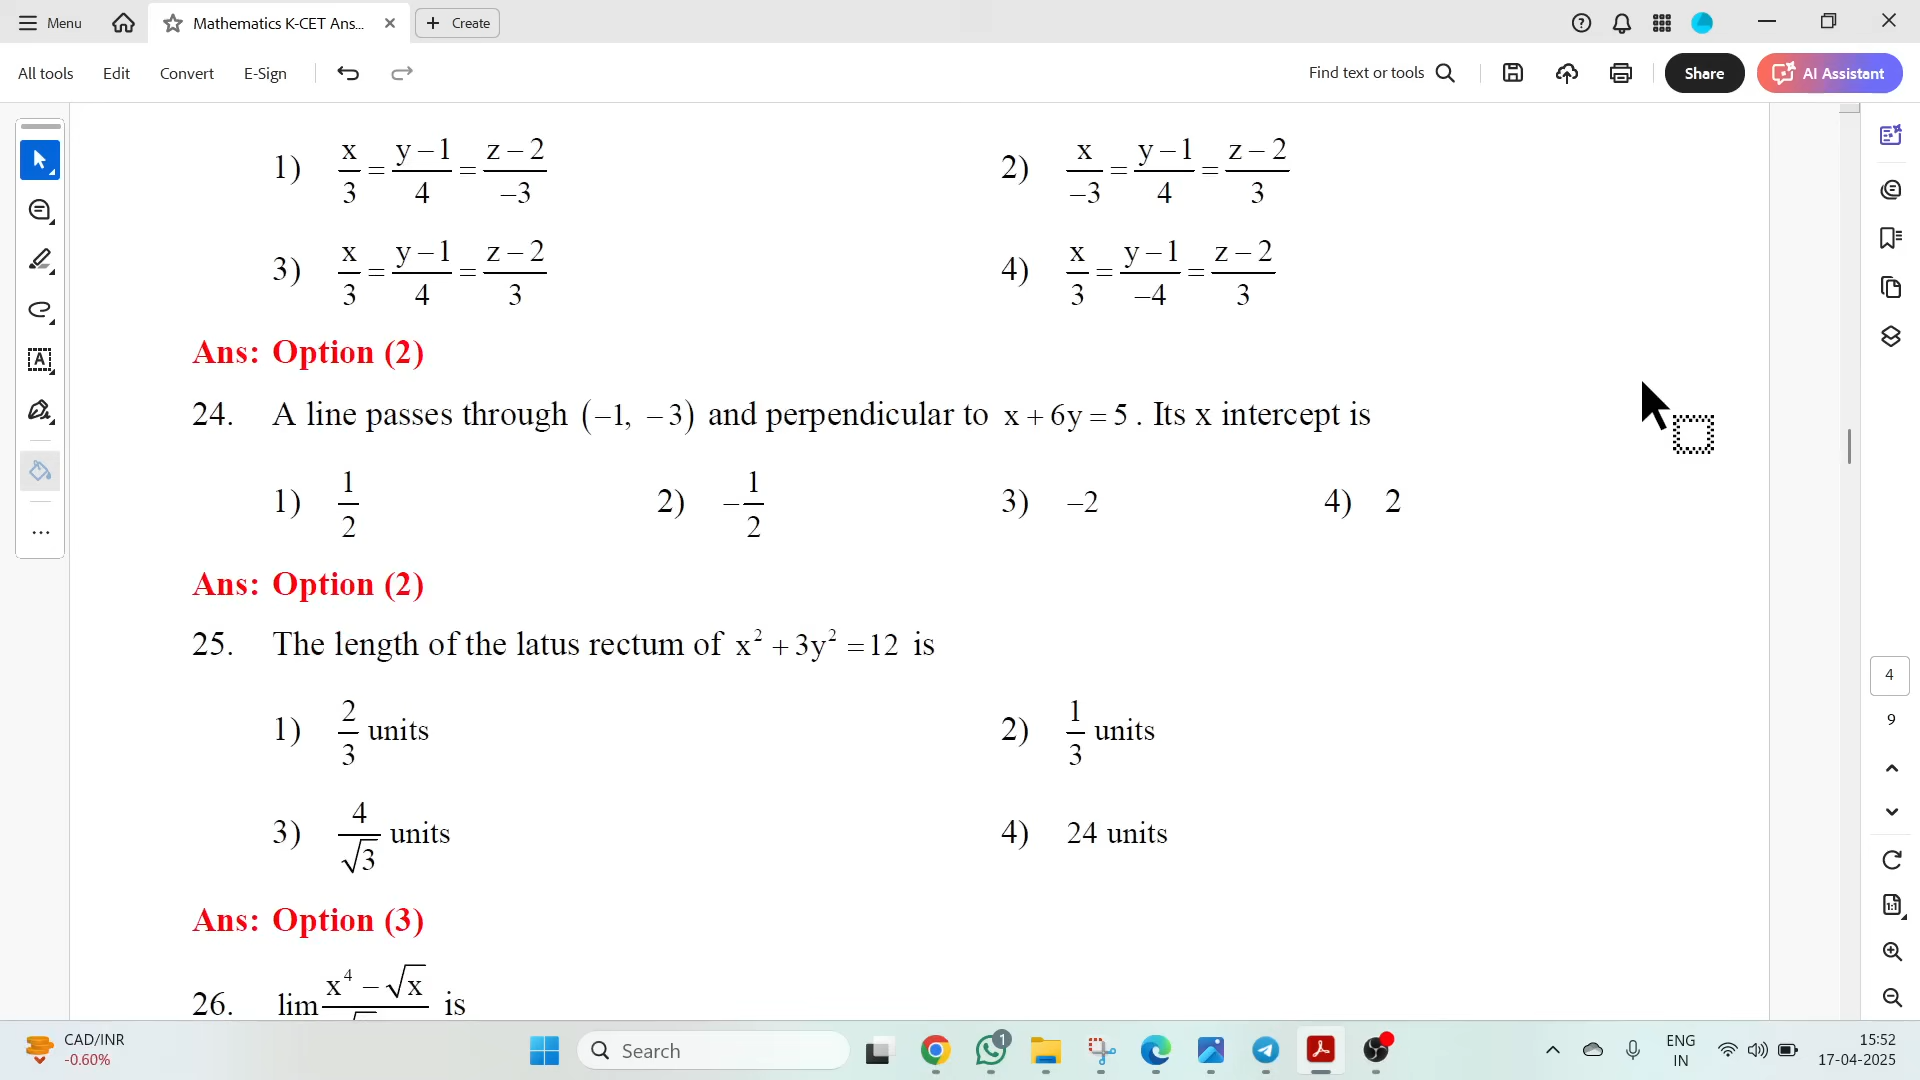 Menu Mathematics K-CET Ans... Create
All tools Edit Convert E-Sign Find text or tools Share AI Assistant
1) x/3 = y−1/4 = z−2/−3 2) x/−3 = y−1/4 = z−2/3
3) x/3 = y−1/4 = z−2/3 4) x/3 = y−1/−4 = z−2/3
Ans: Option (2)
24. A line passes through (−1, −3) and perpendicular to x + 6y = 5. Its x intercept is
1) 1/2 2) −1/2 3) −2 4) 2
Ans: Option (2)
25. The length of the latus rectum of x² + 3y² = 12 is
1) 2/3 units 2) 1/3 units
3) 4/√3 units 4) 24 units
Ans: Option (3)
26. lim x⁴ − √x is
4
9
CAD/INR
-0.60%
Search
1
ENG
IN
15:52
17-04-2025